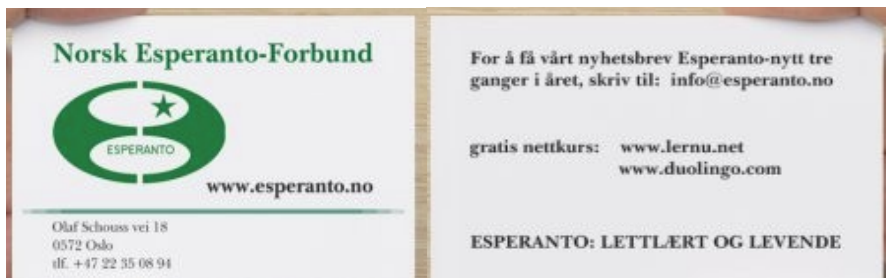 Norsk Esperanto-Forbund
ESPERANTO
www.esperanto.no
Olaf Schouss vei 18
0572 Oslo
tlf. +47 22 35 08 94
For å få vårt nyhetsbrev Esperanto-nytt tre
ganger i året, skriv til: info@esperanto.no
gratis nettkurs: www.lernu.net
www.duolingo.com
ESPERANTO: LETTLÆRT OG LEVENDE